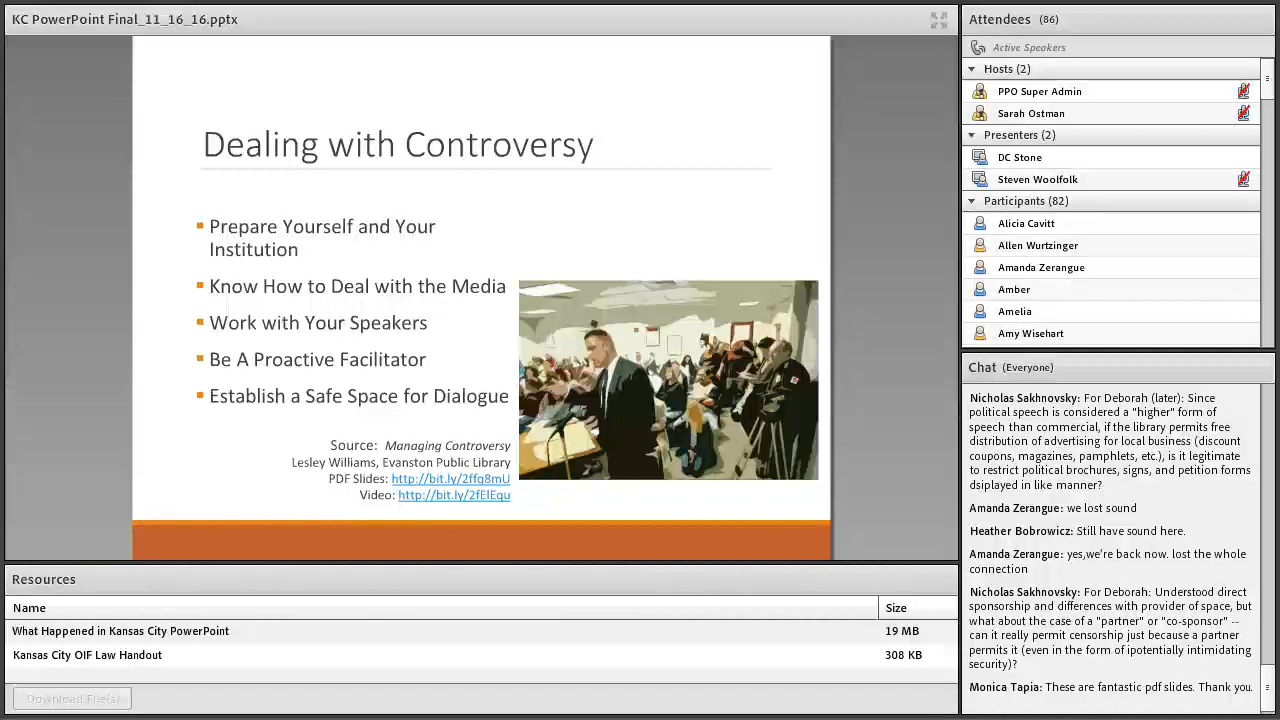 KC PowerPoint Final_11_16_16.pptx
Dealing with Controversy
Prepare Yourself and Your
Institution
Know How to Deal with the Media
Work with Your Speakers
Be A Proactive Facilitator
Establish a Safe Space for Dialogue
Source: Managing Controversy
Lesley Williams, Evanston Public Library
PDF Slides: http://bit.ly/2ffq8mU
Video: http://bit.ly/2fElEqu
Resources
Name Size
What Happened in Kansas City PowerPoint 19 MB
Kansas City OIF Law Handout 308 KB
Download File(s)
Attendees (86)
Active Speakers
Hosts (2)
PPO Super Admin
Sarah Ostman
Presenters (2)
DC Stone
Steven Woolfolk
Participants (82)
Alicia Cavitt
Allen Wurtzinger
Amanda Zerangue
Amber
Amelia
Amy Wisehart
Chat (Everyone)
Nicholas Sakhnovsky: For Deborah (later): Since
political speech is considered a "higher" form of
speech than commercial, if the library permits free
distribution of advertising for local business (discount
coupons, magazines, pamphlets, etc.), is it legitimate
to restrict political brochures, signs, and petition forms
dsiplayed in like manner?
Amanda Zerangue: we lost sound
Heather Bobrowicz: Still have sound here.
Amanda Zerangue: yes,we're back now. lost the whole
connection
Nicholas Sakhnovsky: For Deborah: Understood direct
sponsorship and differences with provider of space, but
what about the case of a "partner" or "co-sponsor" --
can it really permit censorship just because a partner
permits it (even in the form of ipotentially intimidating
security)?
Monica Tapia: These are fantastic pdf slides. Thank you.